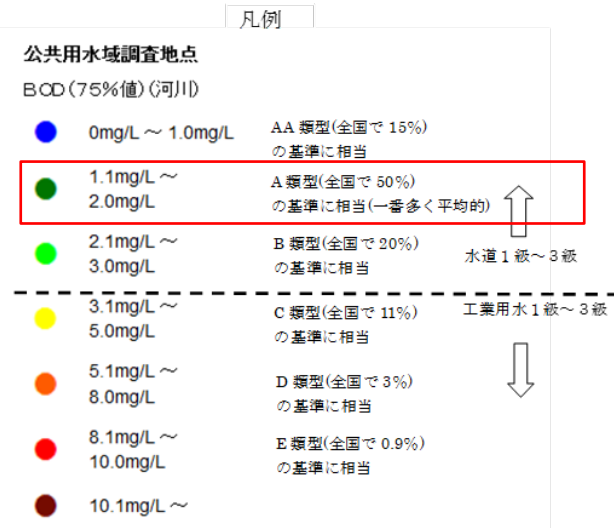 凡例
公共用水域調査地点
BOD(75%値)(河川)
0mg/L ～ 1.0mg/L
AA 類型(全国で 15%)
の基準に相当
1.1mg/L ～
2.0mg/L
A 類型(全国で 50%)
の基準に相当(一番多く平均的)
2.1mg/L ～
3.0mg/L
B 類型(全国で 20%)
の基準に相当
水道 1 級～ 3 級
3.1mg/L ～
5.0mg/L
C 類型(全国で 11%)
の基準に相当
工業用水 1 級～ 3 級
5.1mg/L ～
8.0mg/L
D 類型(全国で 3%)
の基準に相当
8.1mg/L ～
10.0mg/L
E 類型(全国で 0.9%)
の基準に相当
10.1mg/L ～